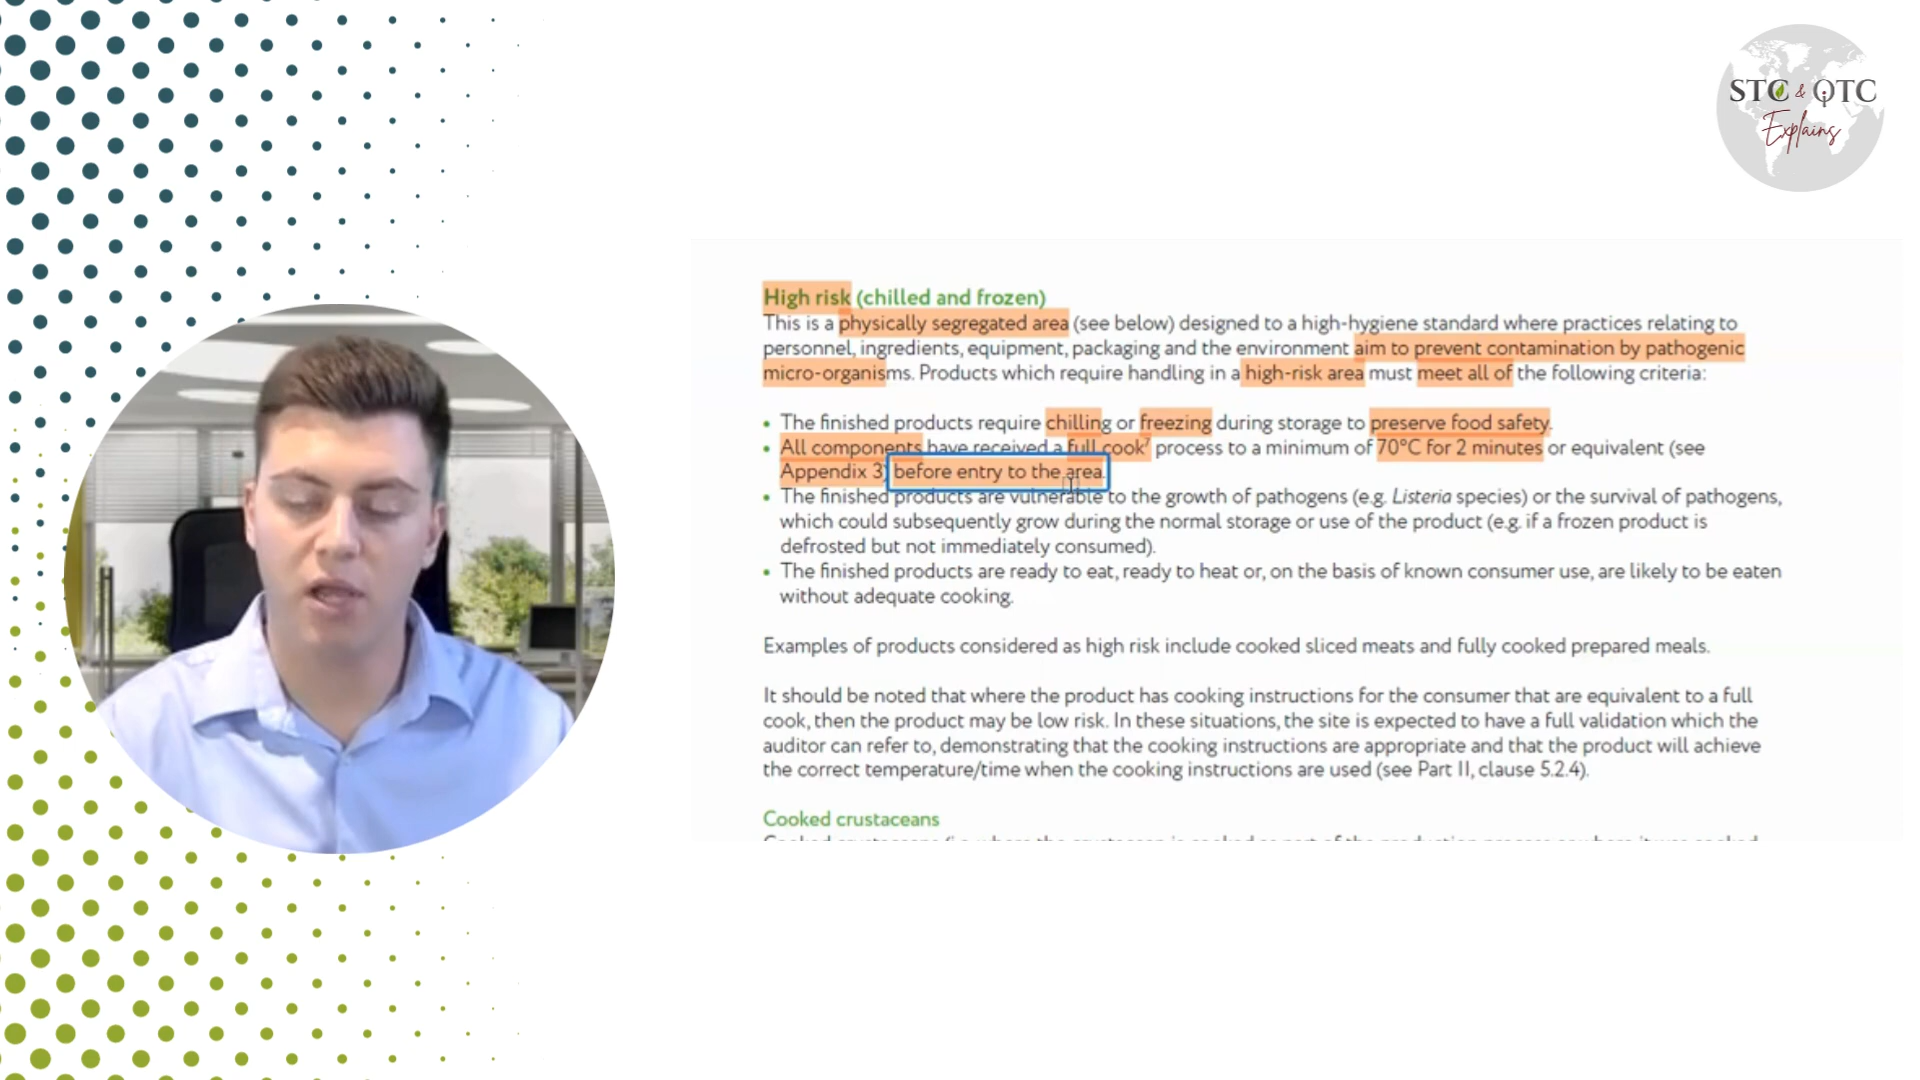 STC & QTC
Explains
High risk (chilled and frozen)
This is a physically segregated area (see below) designed to a high-hygiene standard where practices relating to
personnel, ingredients, equipment, packaging and the environment aim to prevent contamination by pathogenic
micro-organisms. Products which require handling in a high-risk area must meet all of the following criteria:
• The finished products require chilling or freezing during storage to preserve food safety.
• All components have received a full cook⁷ process to a minimum of 70°C for 2 minutes or equivalent (see
Appendix 3) before entry to the area.
• The finished products are vulnerable to the growth of pathogens (e.g. Listeria species) or the survival of pathogens,
which could subsequently grow during the normal storage or use of the product (e.g. if a frozen product is
defrosted but not immediately consumed).
• The finished products are ready to eat, ready to heat or, on the basis of known consumer use, are likely to be eaten
without adequate cooking.
Examples of products considered as high risk include cooked sliced meats and fully cooked prepared meals.
It should be noted that where the product has cooking instructions for the consumer that are equivalent to a full
cook, then the product may be low risk. In these situations, the site is expected to have a full validation which the
auditor can refer to, demonstrating that the cooking instructions are appropriate and that the product will achieve
the correct temperature/time when the cooking instructions are used (see Part II, clause 5.2.4).
Cooked crustaceans